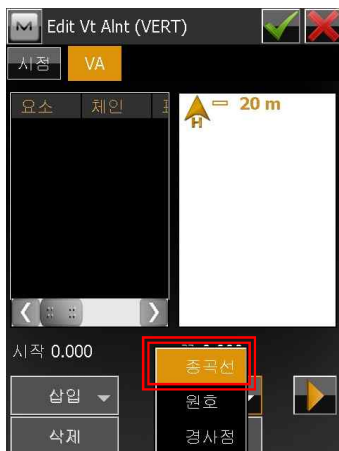 M Edit Vt Alnt (VERT)
시점 VA
요소 체인
20 m
H
시작 0.000
종곡선
삽입 원호
삭제 경사점